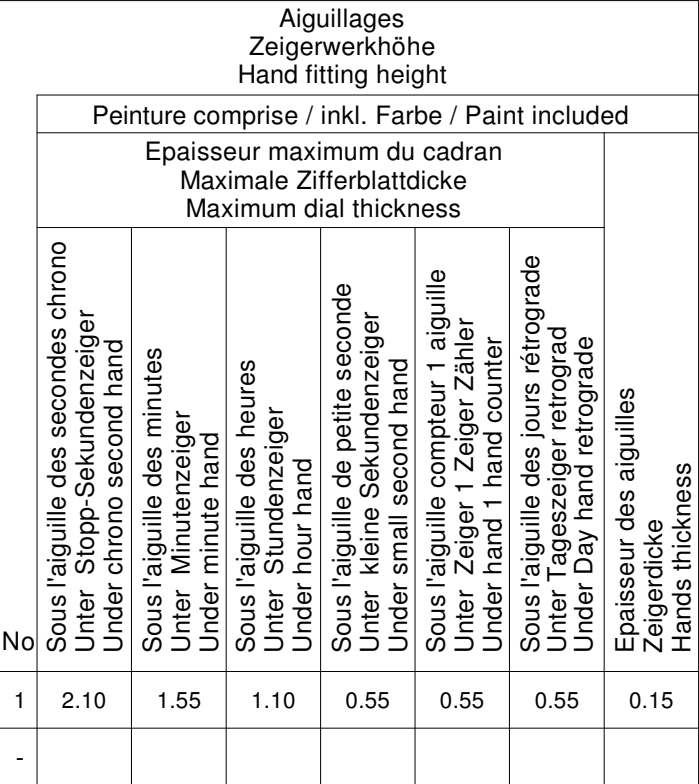 Aiguillages
Zeigerwerkhöhe
Hand fitting height
Peinture comprise / inkl. Farbe / Paint included
Epaisseur maximum du cadran
Maximale Zifferblattdicke
Maximum dial thickness
No
Sous l'aiguille des secondes chrono
Unter Stopp-Sekundenzeiger
Under chrono second hand
Sous l'aiguille des minutes
Unter Minutenzeiger
Under minute hand
Sous l'aiguille des heures
Unter Stundenzeiger
Under hour hand
Sous l'aiguille de petite seconde
Unter kleine Sekundenzeiger
Under small second hand
Sous l'aiguille compteur 1 aiguille
Unter Zeiger 1 Zeiger Zähler
Under hand 1 hand counter
Sous l'aiguille des jours rétrograde
Unter Tageszeiger retrograd
Under Day hand retrograde
Epaisseur des aiguilles
Zeigerdicke
Hands thickness
1 2.10 1.55 1.10 0.55 0.55 0.55 0.15
-